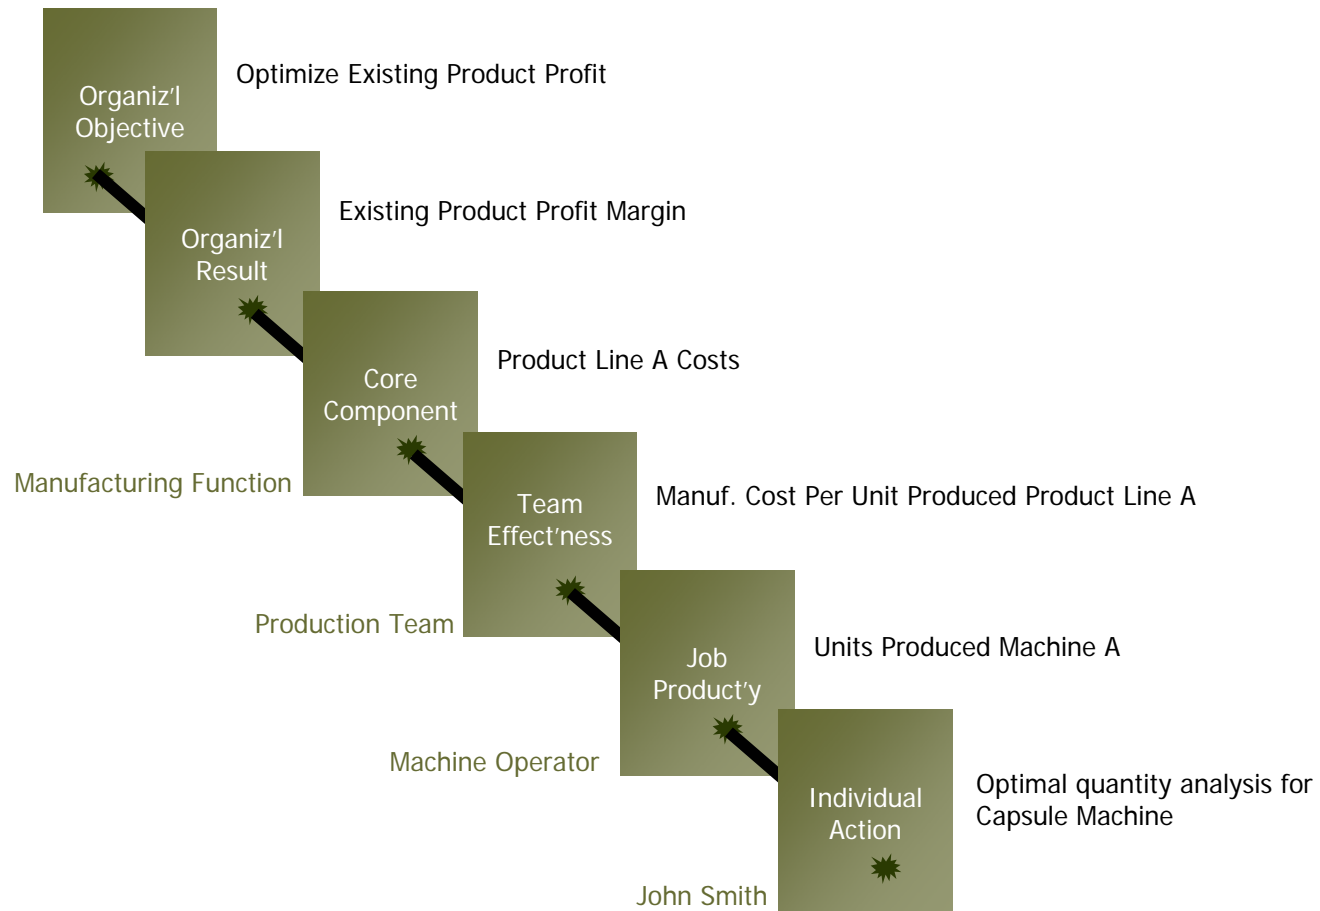 Organiz'l
Objective
Optimize Existing Product Profit
Organiz'l
Result
Existing Product Profit Margin
Core
Component
Product Line A Costs
Manufacturing Function
Team
Effect'ness
Manuf. Cost Per Unit Produced Product Line A
Production Team
Job
Product'y
Units Produced Machine A
Machine Operator
Individual
Action
Optimal quantity analysis for
Capsule Machine
John Smith